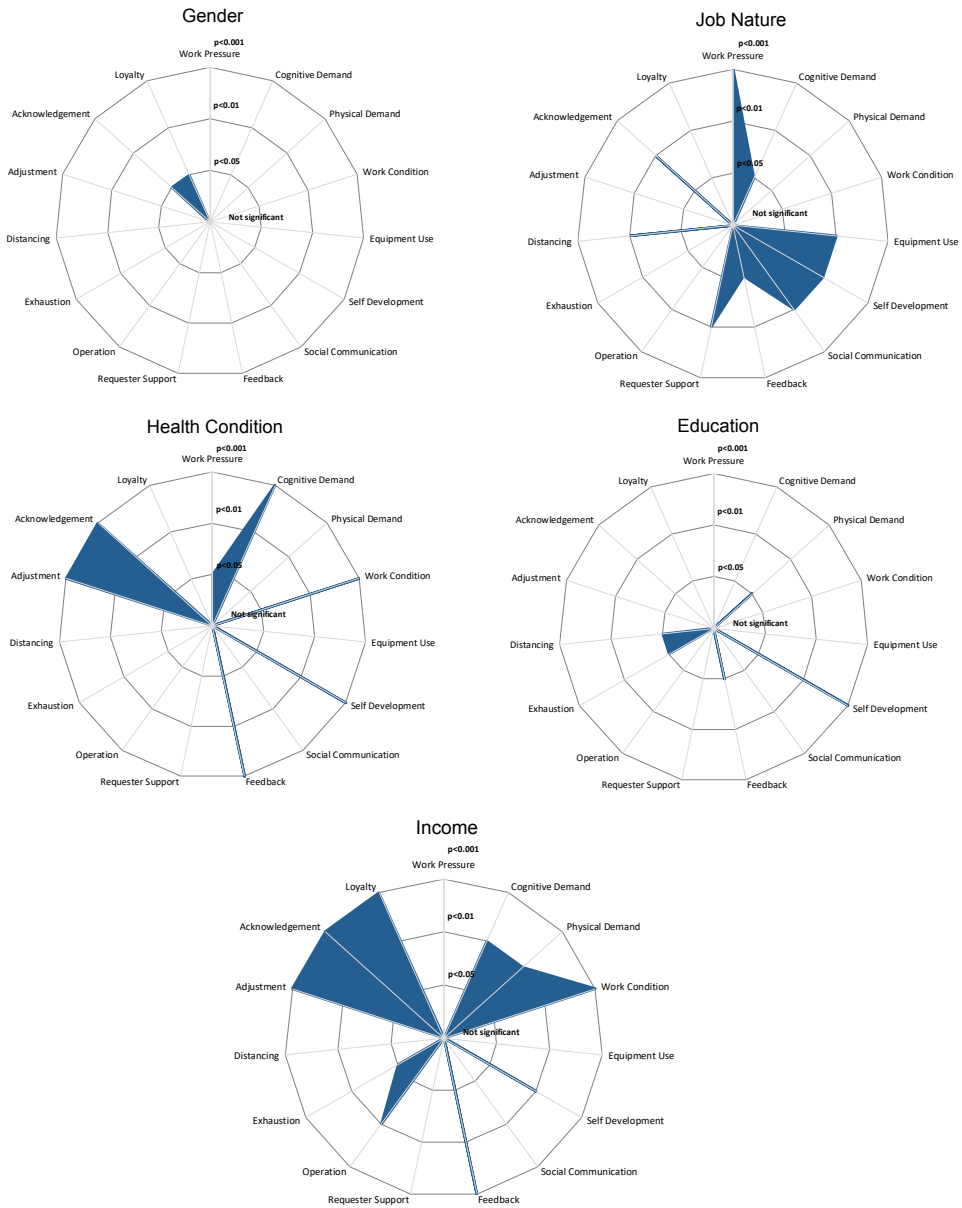 Gender
p<0.001
Work Pressure
Loyalty
Cognitive Demand
Acknowledgement
p<0.01
Physical Demand
Adjustment
p<0.05
Work Condition
Not significant
Distancing
Equipment Use
Exhaustion
Self Development
Operation
Social Communication
Requester Support
Feedback
Job Nature
p<0.001
Work Pressure
Loyalty
Cognitive Demand
Acknowledgement
p<0.01
Physical Demand
Adjustment
p<0.05
Work Condition
Not significant
Distancing
Equipment Use
Exhaustion
Self Development
Operation
Social Communication
Requester Support
Feedback
Health Condition
p<0.001
Work Pressure
Loyalty
Cognitive Demand
Acknowledgement
p<0.01
Physical Demand
Adjustment
p<0.05
Work Condition
Not significant
Distancing
Equipment Use
Exhaustion
Self Development
Operation
Social Communication
Requester Support
Feedback
Education
p<0.001
Work Pressure
Loyalty
Cognitive Demand
Acknowledgement
p<0.01
Physical Demand
Adjustment
p<0.05
Work Condition
Not significant
Distancing
Equipment Use
Exhaustion
Self Development
Operation
Social Communication
Requester Support
Feedback
Income
p<0.001
Work Pressure
Loyalty
Cognitive Demand
Acknowledgement
p<0.01
Physical Demand
Adjustment
p<0.05
Work Condition
Not significant
Distancing
Equipment Use
Exhaustion
Self Development
Operation
Social Communication
Requester Support
Feedback